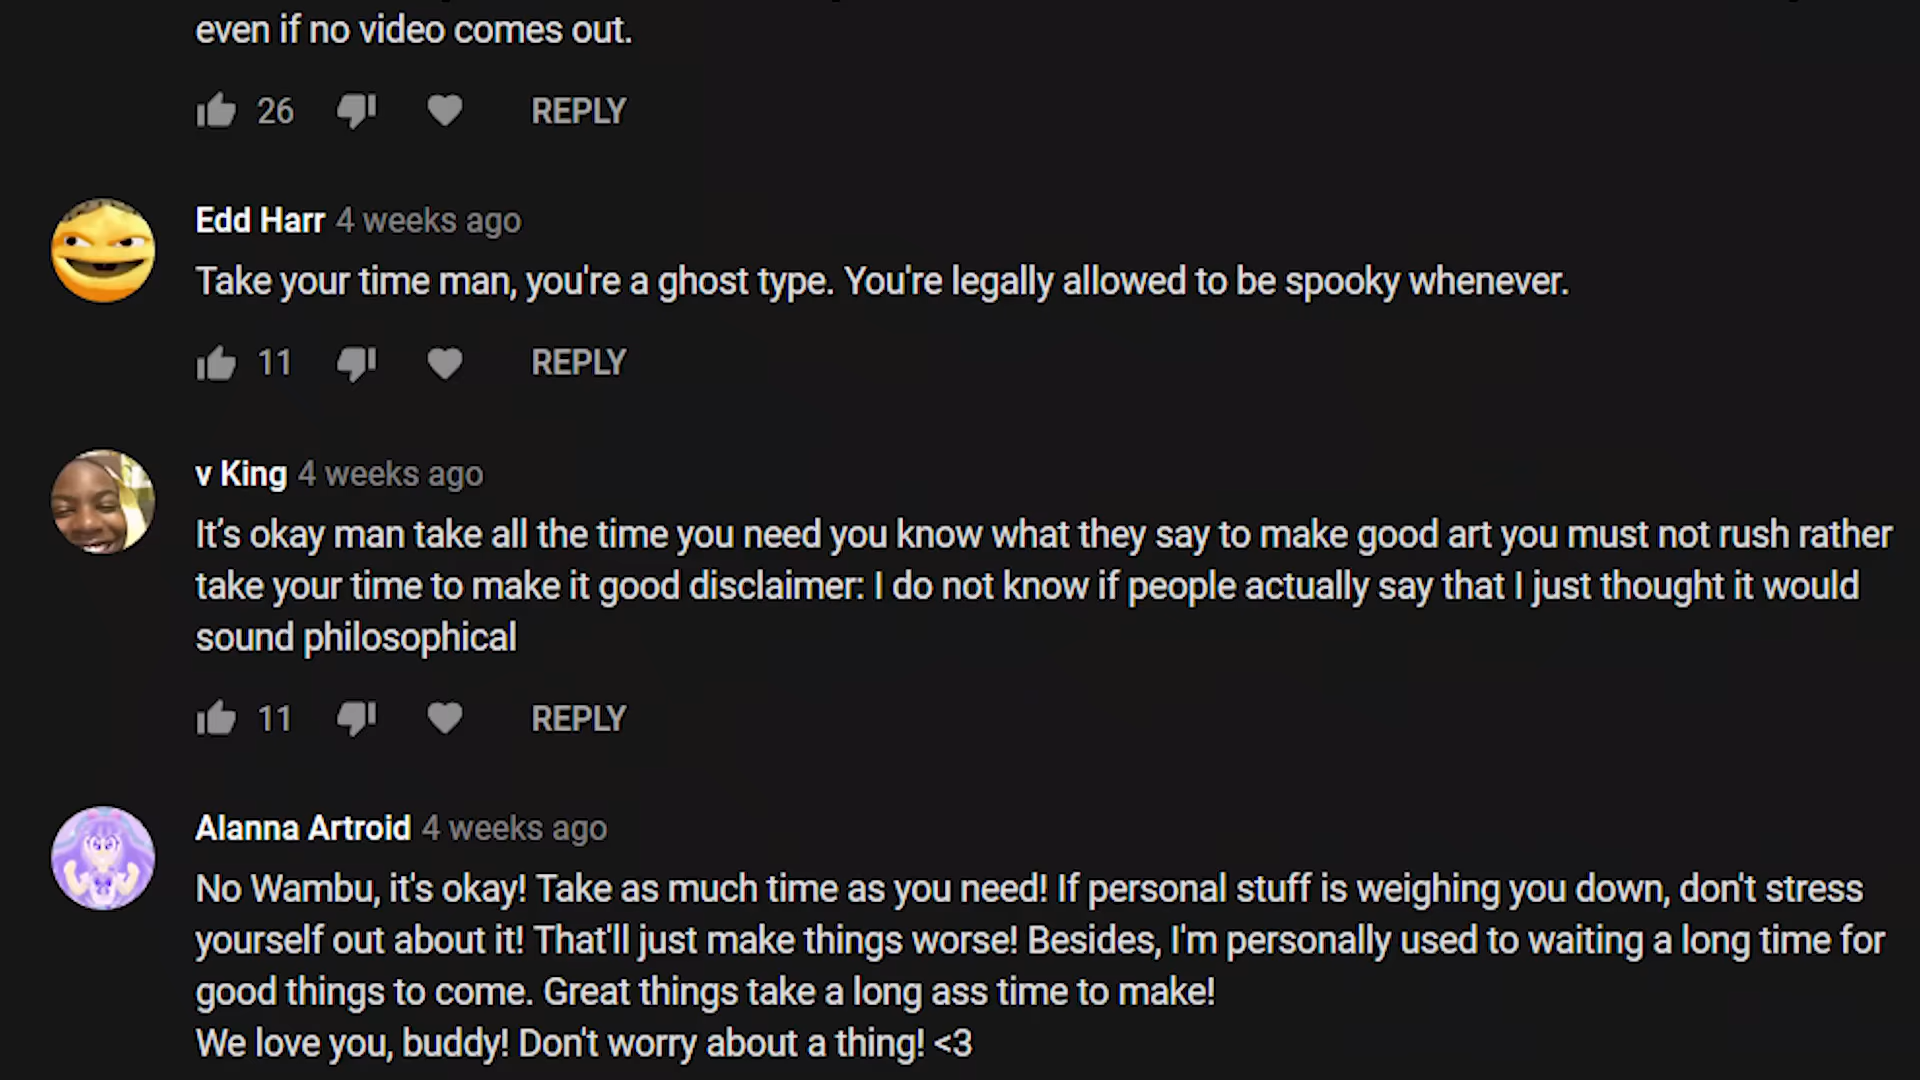 even if no video comes out.
26 REPLY
Edd Harr 4 weeks ago
Take your time man, you're a ghost type. You're legally allowed to be spooky whenever.
11 REPLY
v King 4 weeks ago
It's okay man take all the time you need you know what they say to make good art you must not rush rather
take your time to make it good disclaimer: I do not know if people actually say that I just thought it would
sound philosophical
11 REPLY
Alanna Artroid 4 weeks ago
No Wambu, it's okay! Take as much time as you need! If personal stuff is weighing you down, don't stress
yourself out about it! That'll just make things worse! Besides, I'm personally used to waiting a long time for
good things to come. Great things take a long ass time to make!
We love you, buddy! Don't worry about a thing! <3